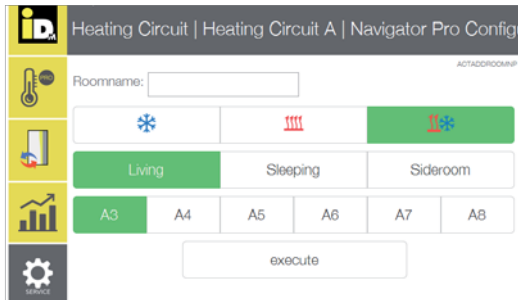 iDM
Heating Circuit | Heating Circuit A | Navigator Pro Config
ACTADDROOMNP
PRO
Roomname:
Living Sleeping Sideroom
A3 A4 A5 A6 A7 A8
execute
SERVICE